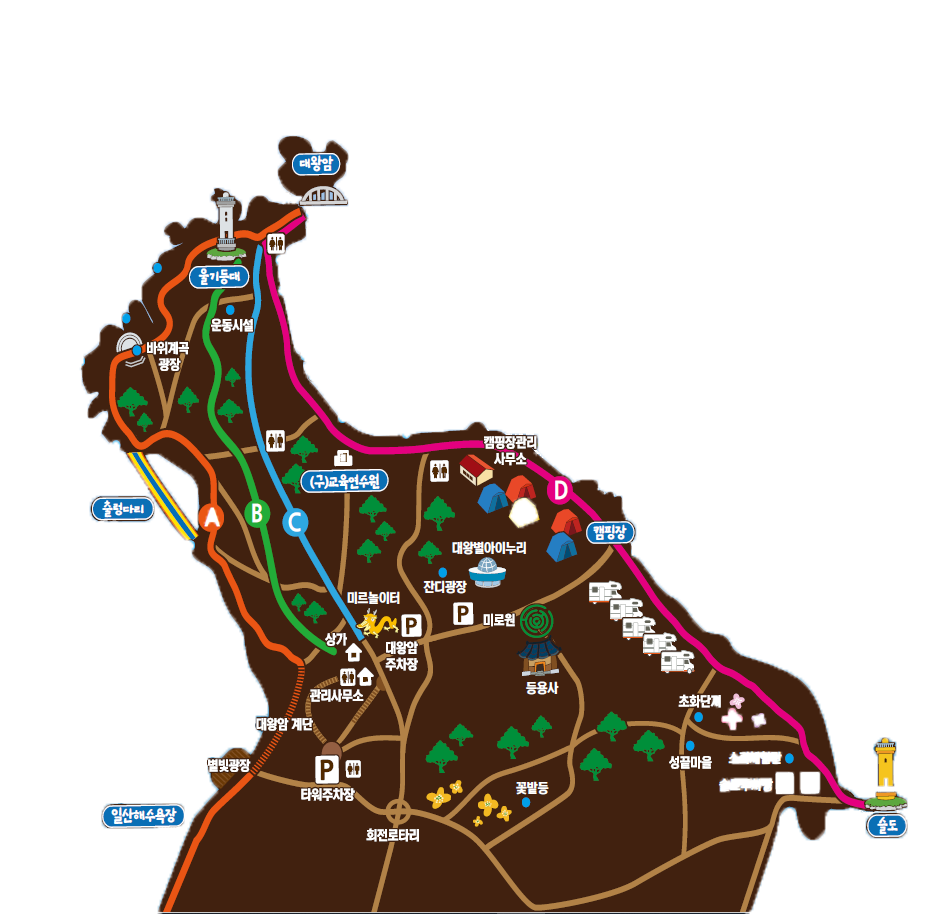 대왕암
울기등대
운동시설
바위계곡
광장
캠핑장관리
사무소
(구)교육연수원
D
출렁다리
A
B
C
캠핑장
대왕별아이누리
잔디광장
미르놀이터
P
P
미로원
상가
대왕암
주차장
등용사
관리사무소
초화단지
대왕암 계단
성끝마을
별빛광장
P
타워주차장
꽃밭등
일산해수욕장
회전로타리
슬도